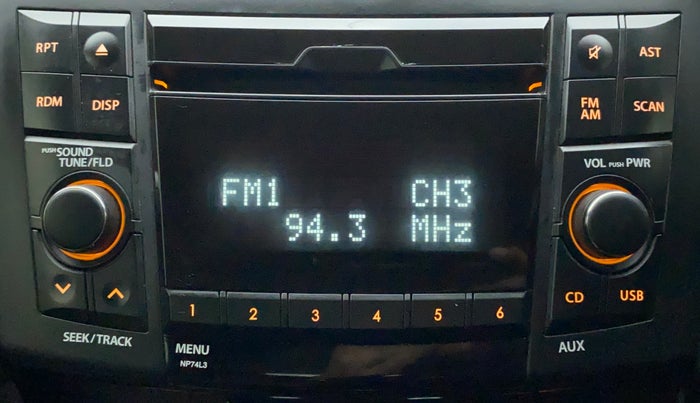 RPT
AST
RDM
DISP
FM
AM
SCAN
PUSH SOUND
TUNE/FLD
VOL PUSH PWR
FM1 CH3
94.3 MHz
CD
USB
1 2 3 4 5 6
SEEK/TRACK
MENU
NP74L3
AUX